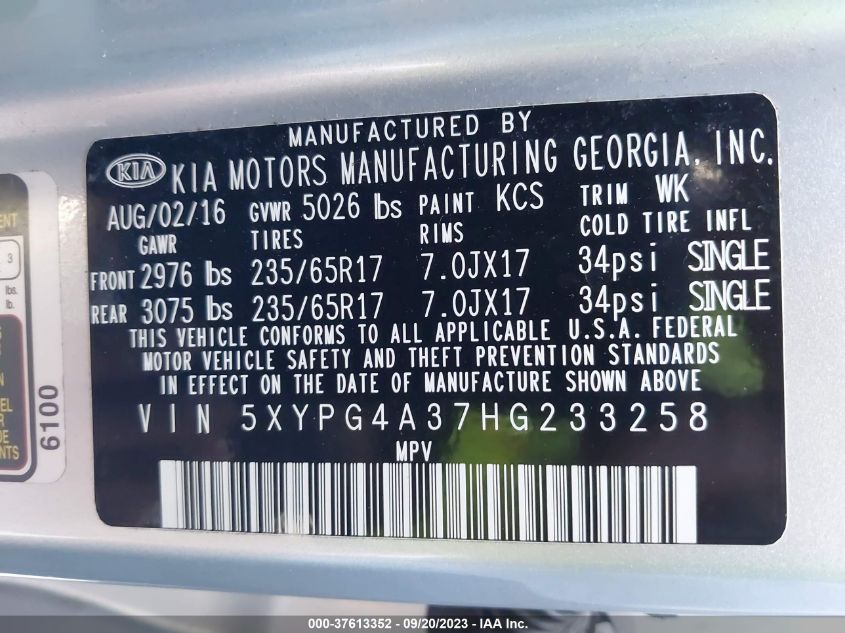 MANUFACTURED BY
KIA KIA MOTORS MANUFACTURING GEORGIA, INC.
AUG/02/16 GVWR 5026 lbs PAINT KCS TRIM WK
GAWR TIRES RIMS COLD TIRE INFL
FRONT 2976 lbs 235/65R17 7.0JX17 34psi SINGLE
REAR 3075 lbs 235/65R17 7.0JX17 34psi SINGLE
THIS VEHICLE CONFORMS TO ALL APPLICABLE U.S.A. FEDERAL
MOTOR VEHICLE SAFETY AND THEFT PREVENTION STANDARDS
IN EFFECT ON THE DATE OF MANUFACTURE SHOWN ABOVE
VIN 5XYPG4A37HG233258
MPV
3
lbs.
lb.
6100
000-37613352 - 09/20/2023 - IAA Inc.